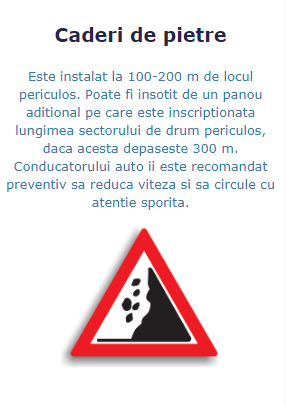 Caderi de pietre
Este instalat la 100-200 m de locul
periculos. Poate fi insotit de un panou
aditional pe care este inscriptionata
lungimea sectorului de drum periculos,
daca acesta depaseste 300 m.
Conducatorului auto ii este recomandat
preventiv sa reduca viteza si sa circule cu
atentie sporita.